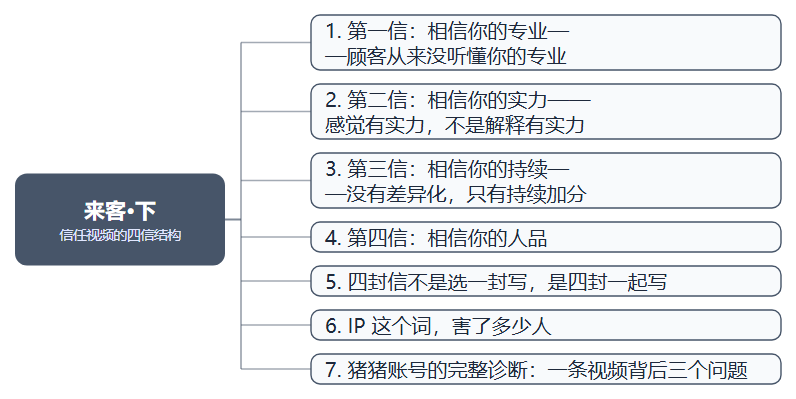 来客·下
信任视频的四信结构
1. 第一信：相信你的专业—
—顾客从来没听懂你的专业
2. 第二信：相信你的实力——
感觉有实力，不是解释有实力
3. 第三信：相信你的持续—
—没有差异化，只有持续加分
4. 第四信：相信你的人品
5. 四封信不是选一封写，是四封一起写
6. IP 这个词，害了多少人
7. 猪猪账号的完整诊断：一条视频背后三个问题